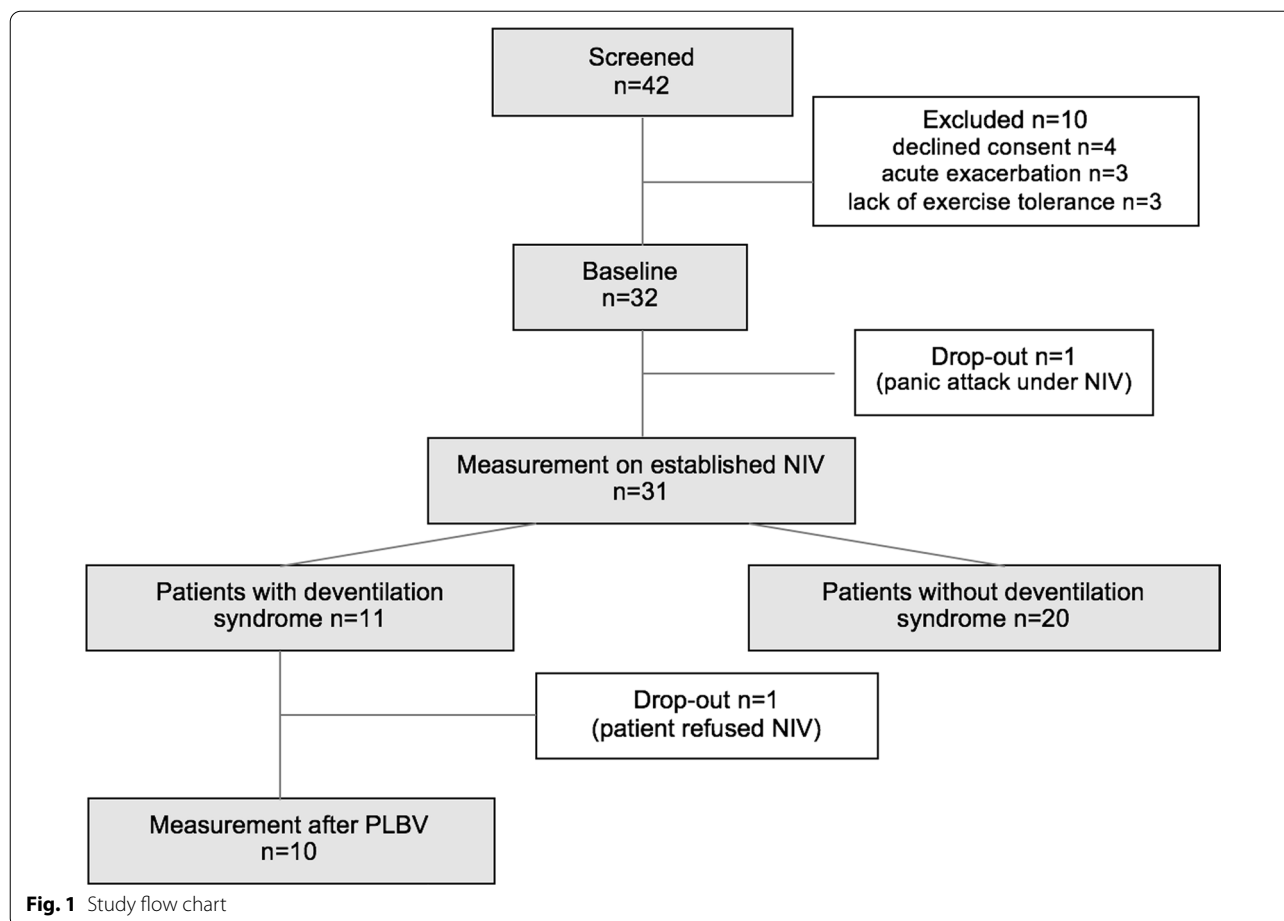 Screened
n=42
Excluded n=10
declined consent n=4
acute exacerbation n=3
lack of exercise tolerance n=3
Baseline
n=32
Drop-out n=1
(panic attack under NIV)
Measurement on established NIV
n=31
Patients with deventilation
syndrome n=11
Patients without deventilation
syndrome n=20
Drop-out n=1
(patient refused NIV)
Measurement after PLBV
n=10
Fig. 1 Study flow chart